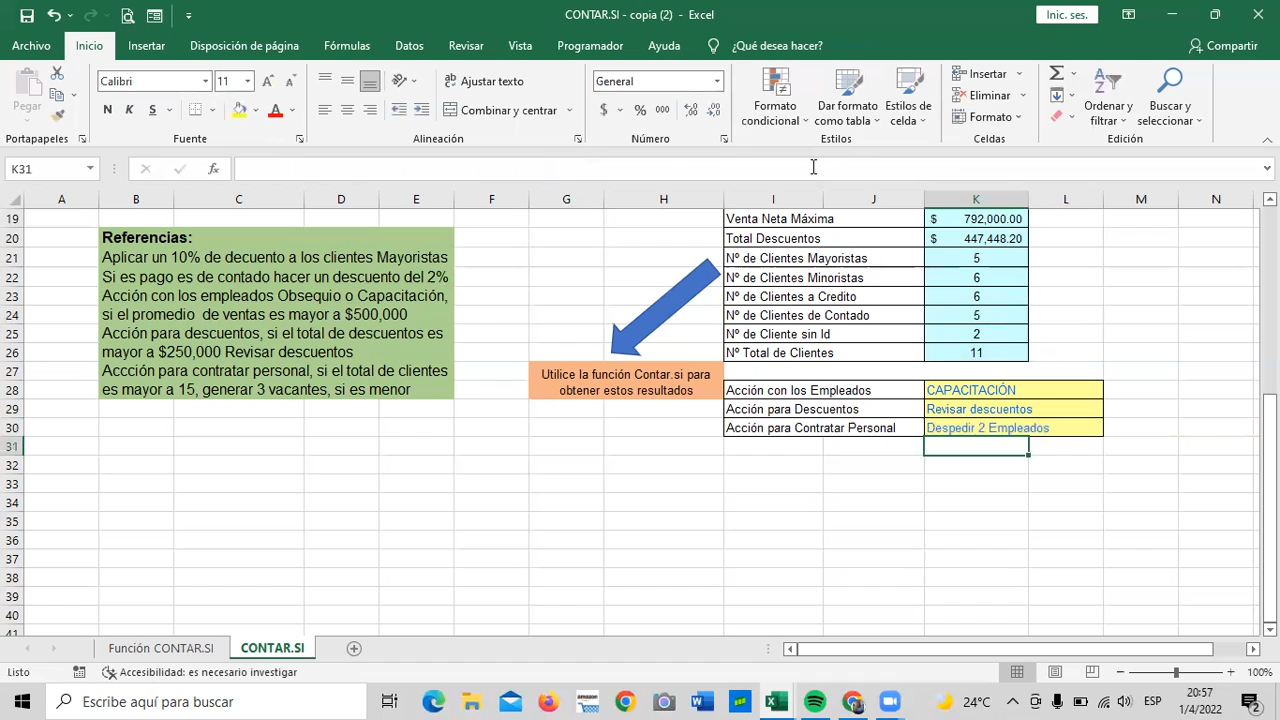 CONTAR.SI - copia (2) - Excel
Inic. ses.
Archivo Inicio Insertar Disposición de página Fórmulas Datos Revisar Vista Programador Ayuda ¿Qué desea hacer? Compartir
Pegar
Calibri 11
N K S
Ajustar texto
Combinar y centrar
General
$ % 000
Formato condicional
Dar formato como tabla
Estilos de celda
Insertar
Eliminar
Formato
Ordenar y filtrar
Buscar y seleccionar
Portapapeles Fuente Alineación Número Estilos Celdas Edición
K31 fx
A B C D E F G H I J K L M N
19 Venta Neta Máxima $ 792,000.00
20 Referencias: Total Descuentos $ 447,448.20
21 Aplicar un 10% de decuento a los clientes Mayoristas Nº de Clientes Mayoristas 5
22 Si es pago es de contado hacer un descuento del 2% Nº de Clientes Minoristas 6
23 Acción con los empleados Obsequio o Capacitación, Nº de Clientes a Credito 6
24 si el promedio de ventas es mayor a $500,000 Nº de Clientes de Contado 5
25 Acción para descuentos, si el total de descuentos es Nº de Cliente sin Id 2
26 mayor a $250,000 Revisar descuentos Nº Total de Clientes 11
27 Accción para contratar personal, si el total de clientes Utilice la función Contar.si para
28 es mayor a 15, generar 3 vacantes, si es menor obtener estos resultados Acción con los Empleados CAPACITACIÓN
29 Acción para Descuentos Revisar descuentos
30 Acción para Contratar Personal Despedir 2 Empleados
31
32
33
34
35
36
37
38
39
40
41
Función CONTAR.SI CONTAR.SI
Listo Accesibilidad: es necesario investigar 100%
Escribe aquí para buscar
amazon
24°C ESP 20:57
1/4/2022 2